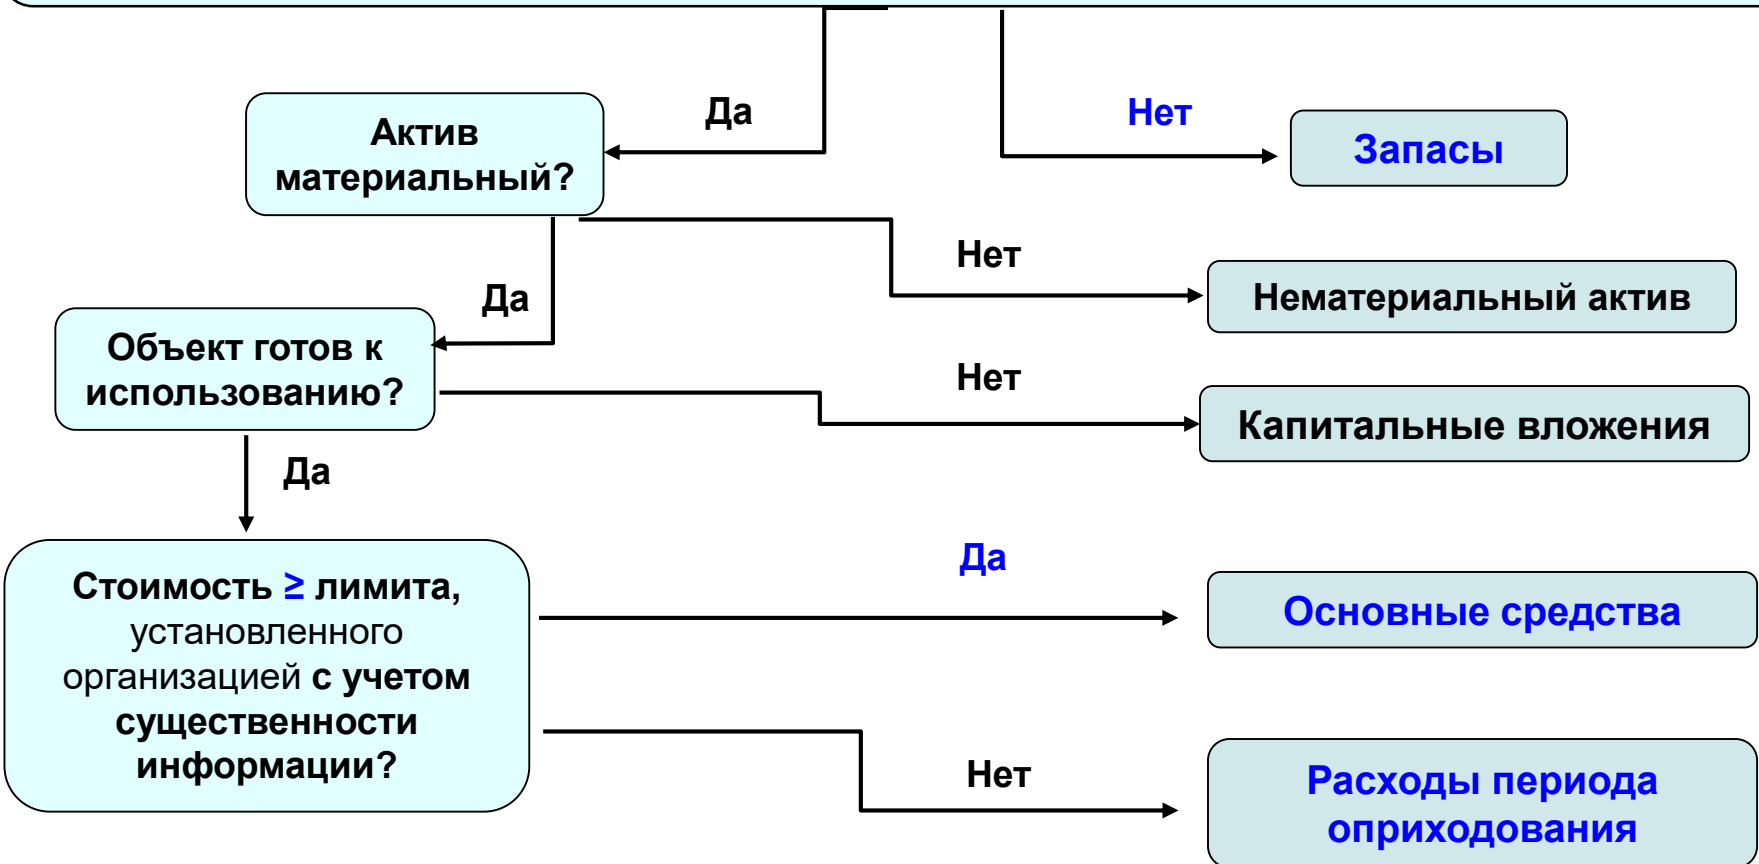 Да
Нет
Актив
материальный?
Запасы
Нет
Да
Нематериальный актив
Объект готов к
использованию?
Нет
Капитальные вложения
Да
Стоимость ≥ лимита,
установленного
организацией с учетом
существенности
информации?
Да
Основные средства
Нет
Расходы периода
оприходования